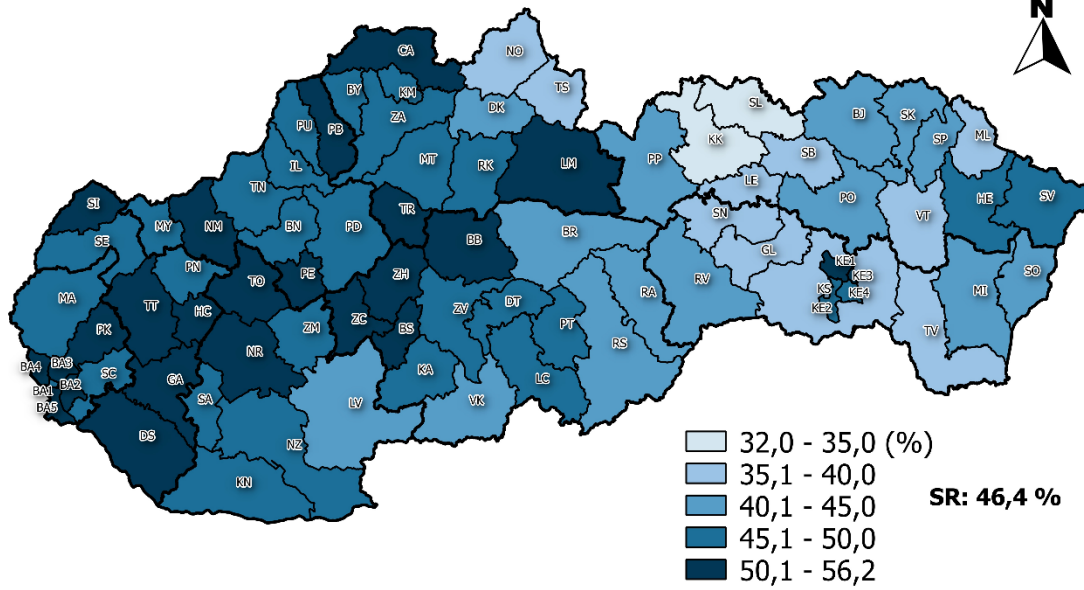 N
CA
NO
TS
BY
KM
PU
PB
ZA
DK
IL
MT
RK
LM
PP
KK
SL
BJ
SK
SP
ML
SB
LE
PO
VT
HE
SV
SI
SE
MY
NM
TN
BN
PD
TR
BB
BR
SN
GL
RV
KE1
KE3
KS
KE4
KE2
MI
SO
TV
MA
PN
TO
PE
ZH
TT
HC
PK
NR
ZM
ZC
BS
ZV
DT
PT
RA
RS
BA4
BA3
BA1
BA2
BA5
SC
GA
SA
DS
NZ
KN
LV
KA
VK
LC
32,0 - 35,0 (%)
35,1 - 40,0
40,1 - 45,0
45,1 - 50,0
50,1 - 56,2
SR: 46,4 %